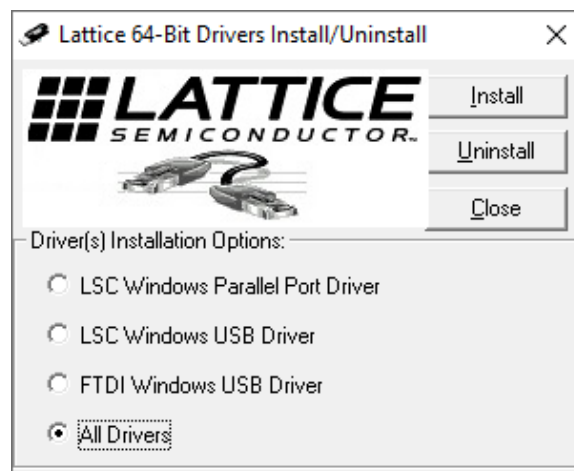 Lattice 64-Bit Drivers Install/Uninstall
LATTICE
SEMICONDUCTOR™
Install
Uninstall
Close
Driver(s) Installation Options:
LSC Windows Parallel Port Driver
LSC Windows USB Driver
FTDI Windows USB Driver
All Drivers